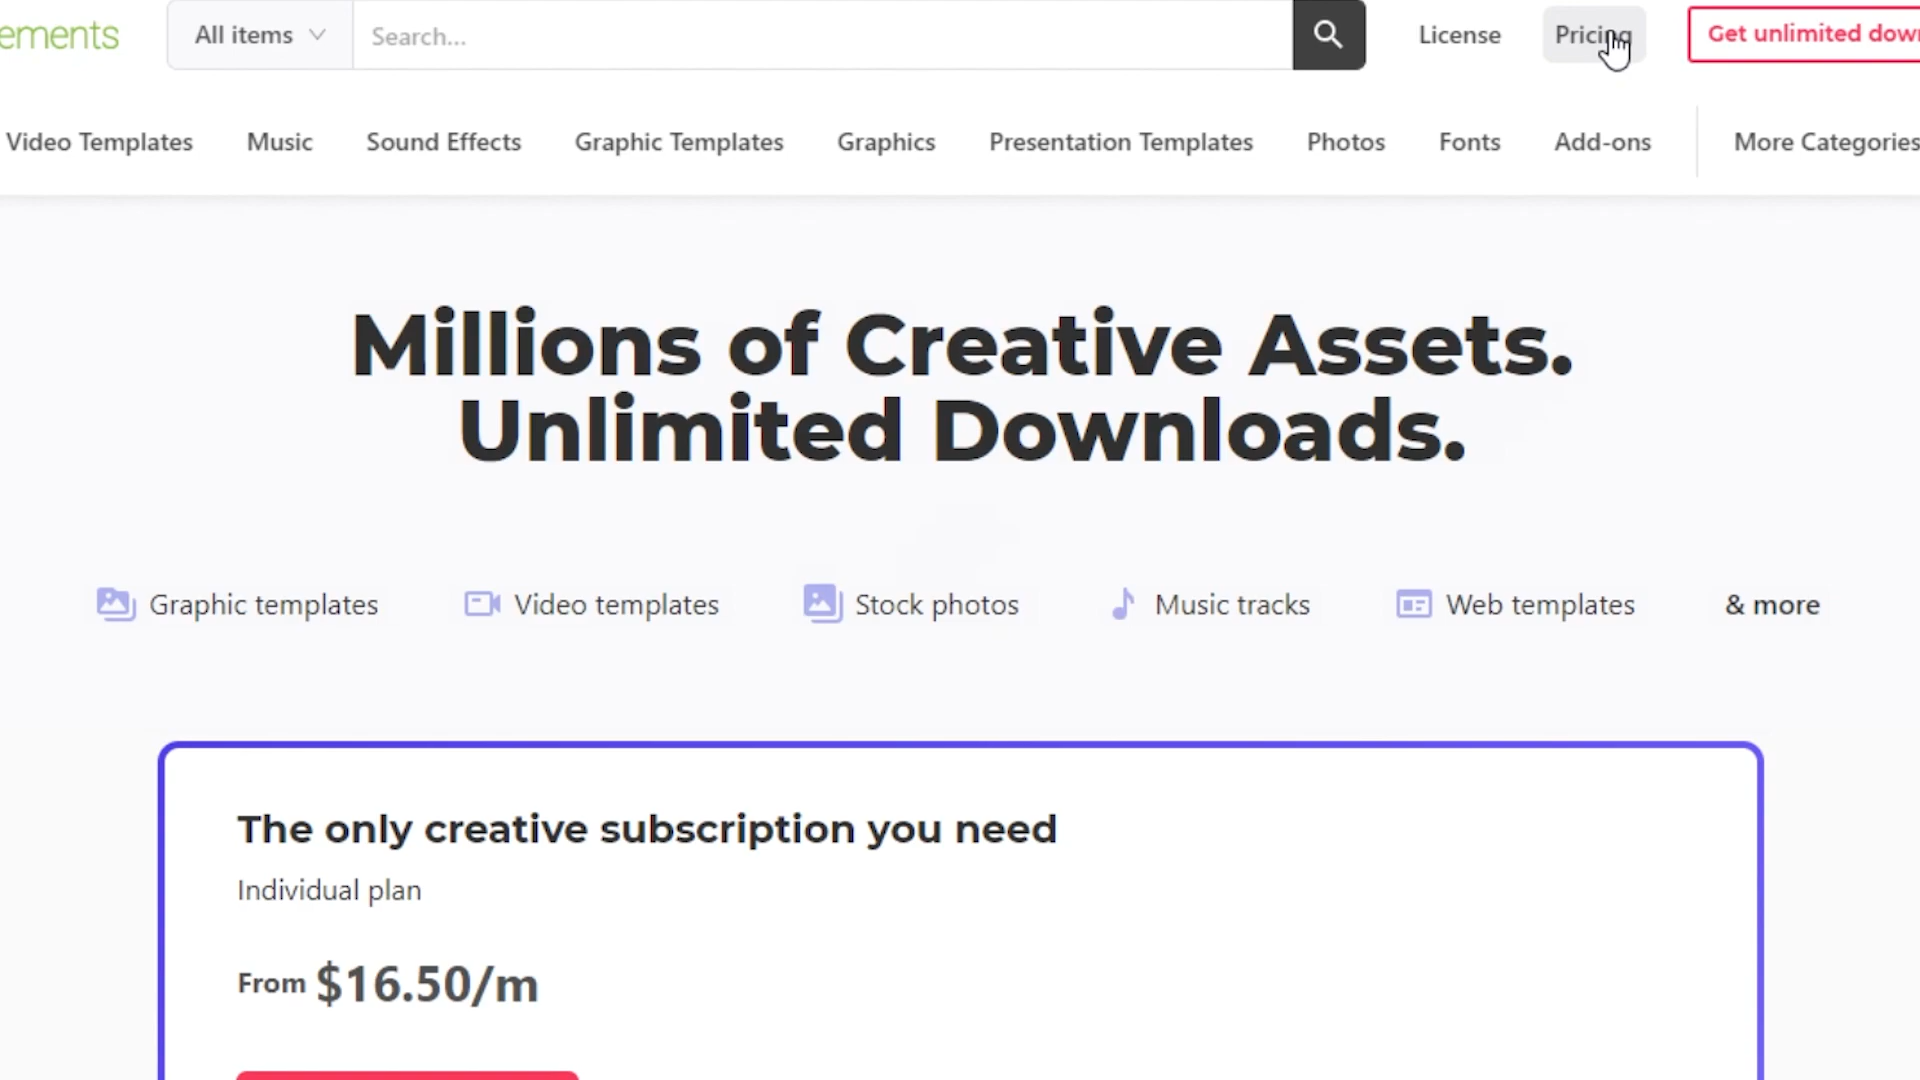 ements
All items
Search...
License
Pricing
Get unlimited dow
Video Templates
Music
Sound Effects
Graphic Templates
Graphics
Presentation Templates
Photos
Fonts
Add-ons
More Categories
Millions of Creative Assets.
Unlimited Downloads.
Graphic templates
Video templates
Stock photos
Music tracks
Web templates
& more
The only creative subscription you need
Individual plan
From $16.50/m